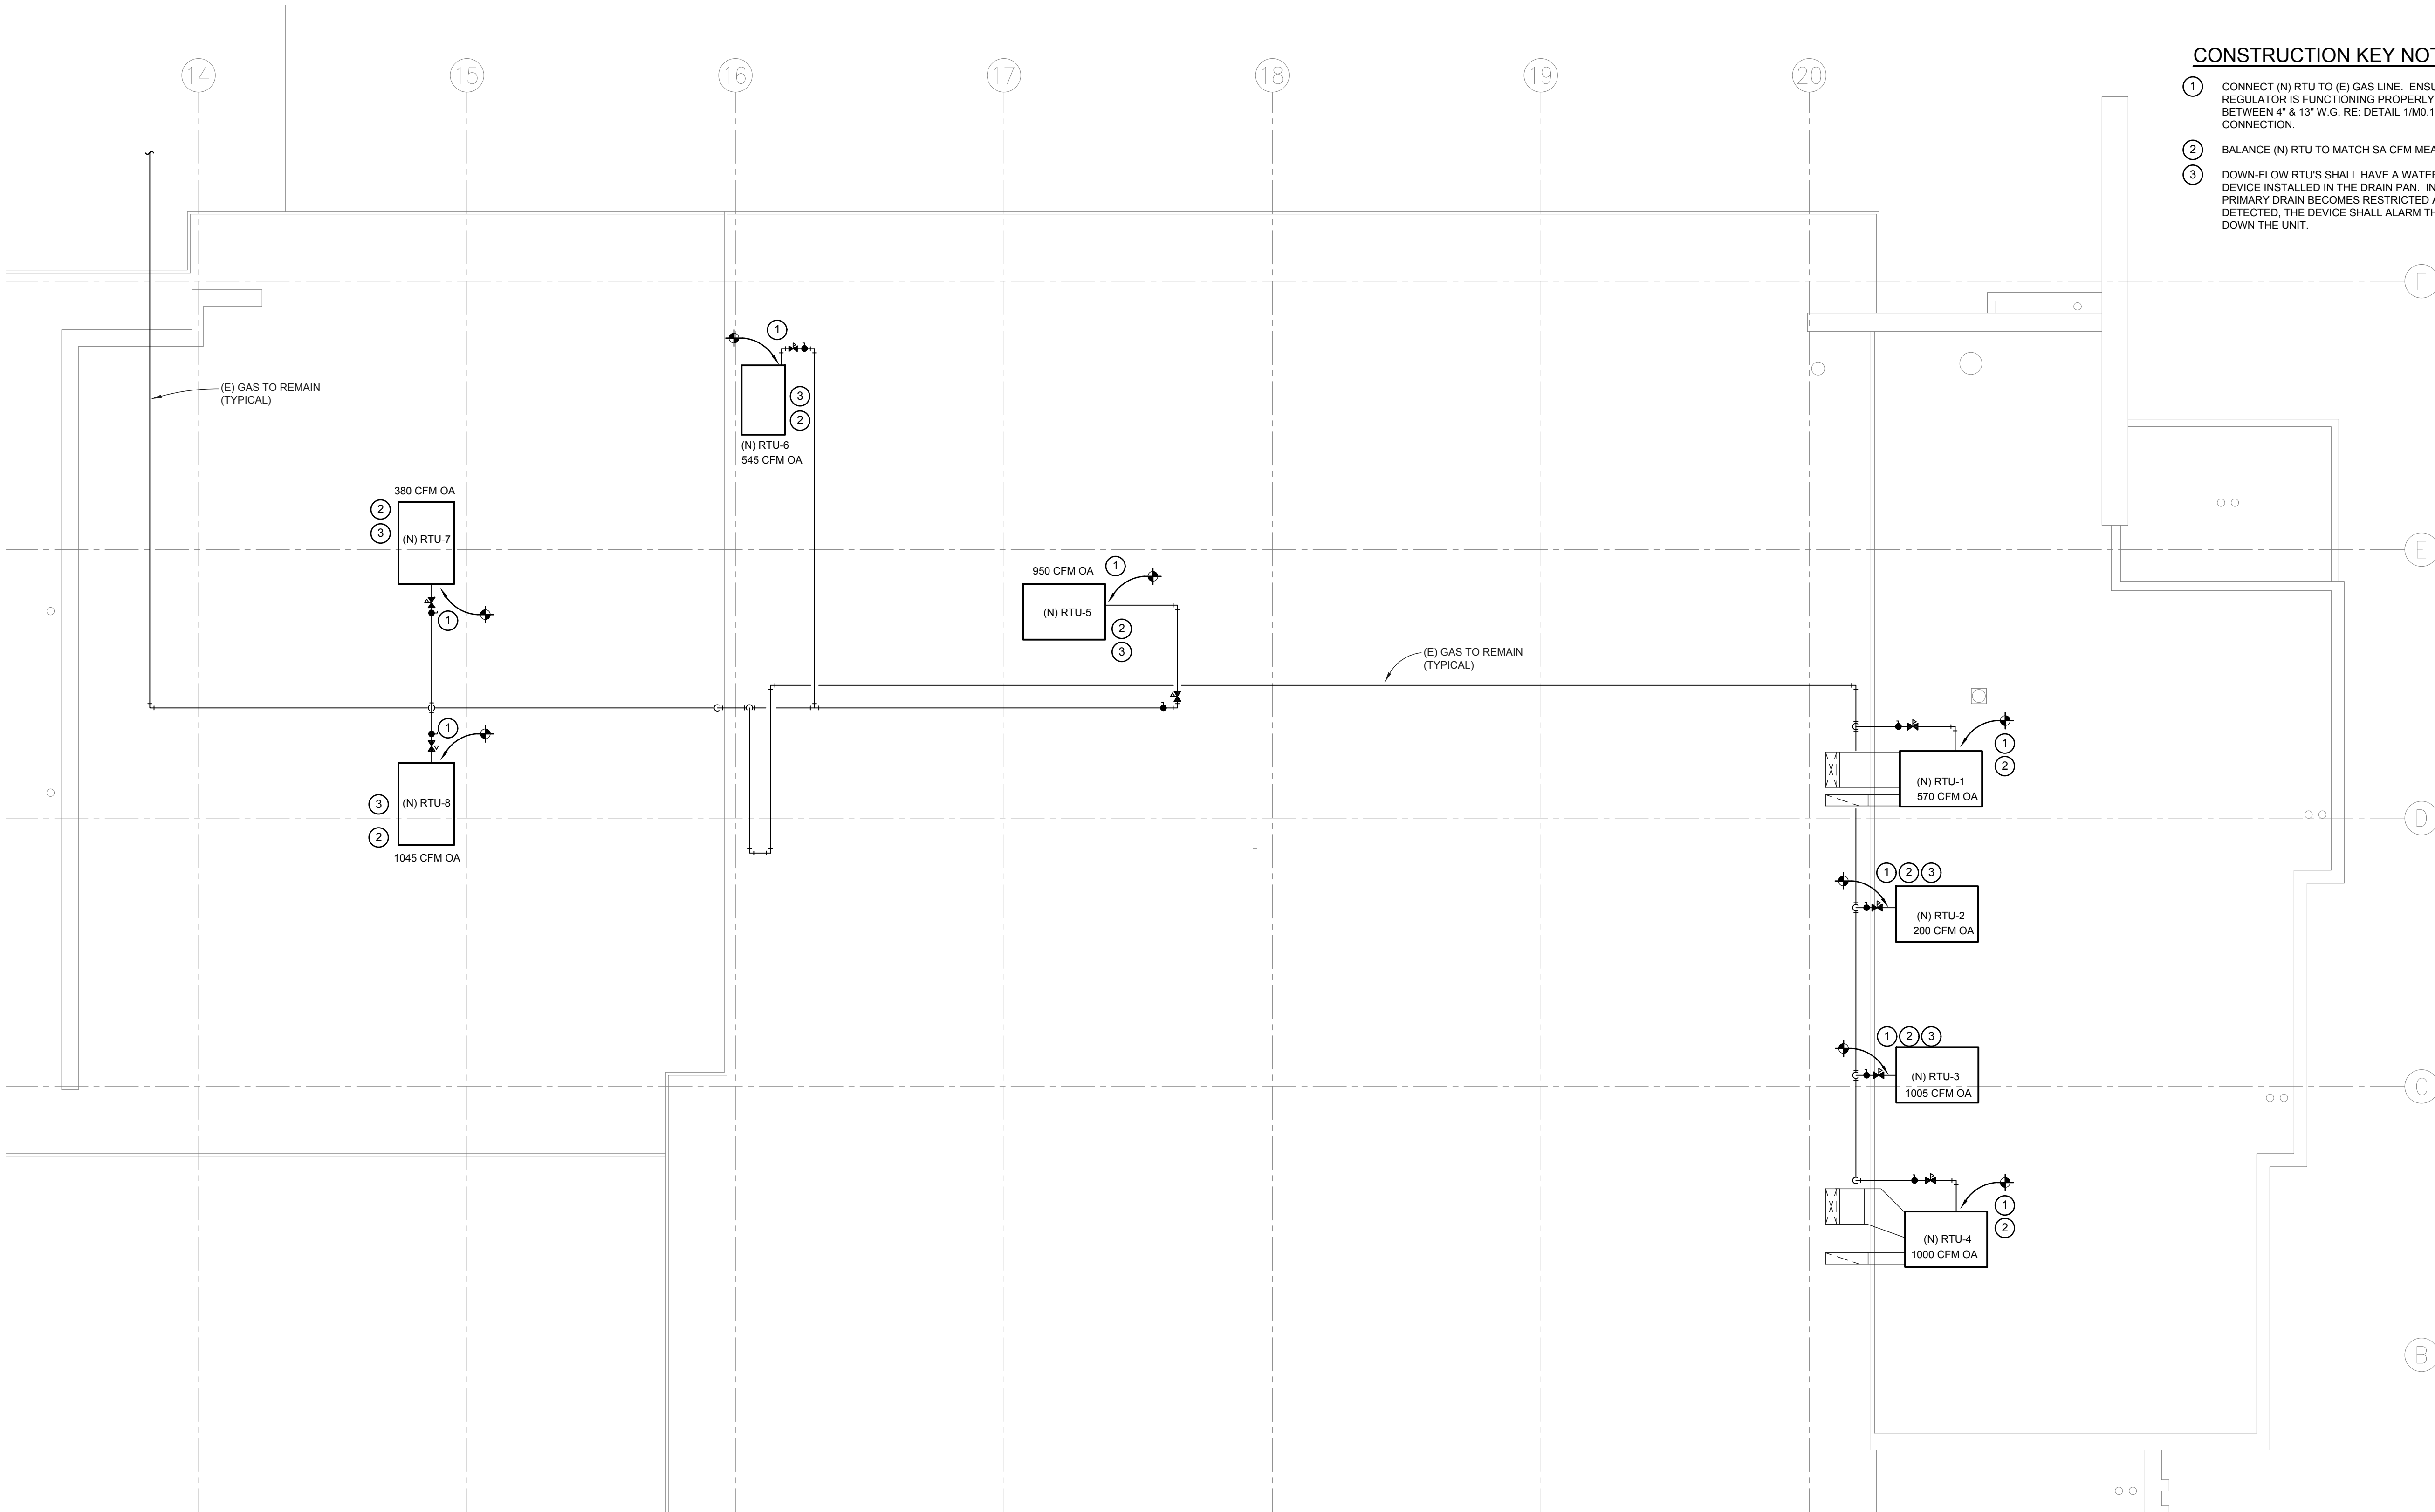 14
15
16
17
18
19
20
CONSTRUCTION KEY NOT
1 CONNECT (N) RTU TO (E) GAS LINE. ENSU
REGULATOR IS FUNCTIONING PROPERLY
BETWEEN 4" & 13" W.G. RE: DETAIL 1/M0.1
CONNECTION.
2 BALANCE (N) RTU TO MATCH SA CFM MEA
3 DOWN-FLOW RTU'S SHALL HAVE A WATER
DEVICE INSTALLED IN THE DRAIN PAN. IN
PRIMARY DRAIN BECOMES RESTRICTED A
DETECTED, THE DEVICE SHALL ALARM TH
DOWN THE UNIT.
F
1
(E) GAS TO REMAIN
(TYPICAL)
3
2
(N) RTU-6
545 CFM OA
380 CFM OA
2
3
(N) RTU-7
1
E
950 CFM OA
1
(N) RTU-5
2
3
(E) GAS TO REMAIN
(TYPICAL)
1
(N) RTU-8
3
2
1045 CFM OA
1
2
(N) RTU-1
570 CFM OA
D
1 2 3
(N) RTU-2
200 CFM OA
1 2 3
(N) RTU-3
1005 CFM OA
C
1
2
(N) RTU-4
1000 CFM OA
B